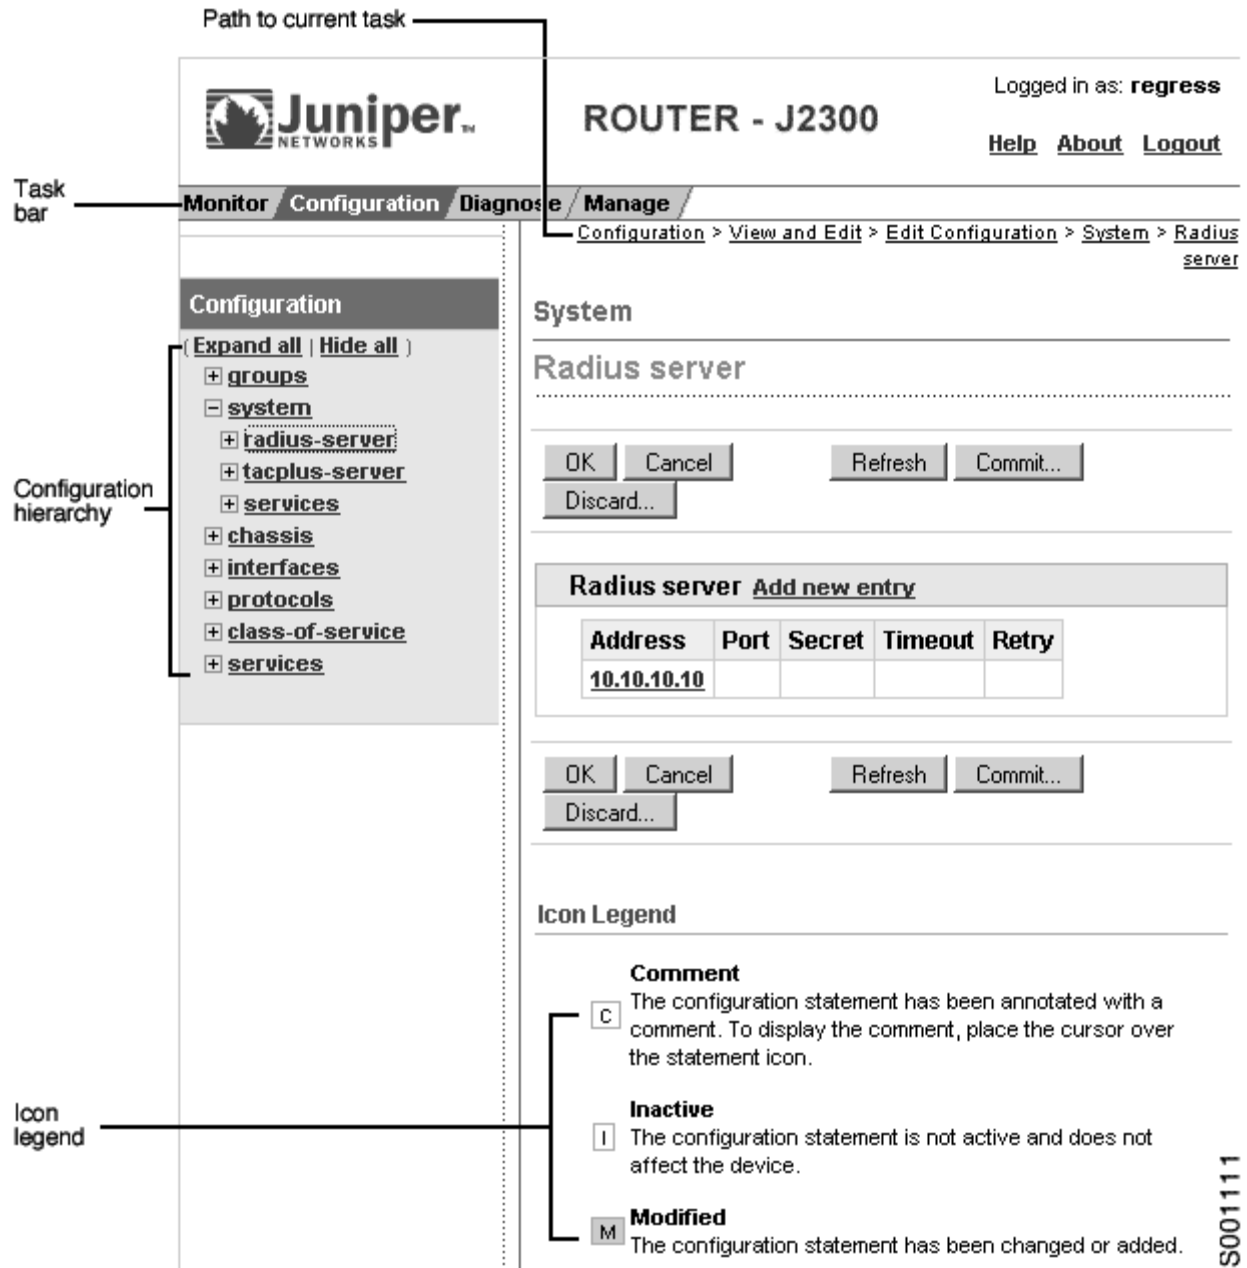 Path to current task
Juniper
NETWORKS
TM
ROUTER - J2300
Logged in as: regress
Help About Logout
Task
bar
Monitor Configuration Diagnose Manage
Configuration > View and Edit > Edit Configuration > System > Radius
server
Configuration
( Expand all | Hide all )
groups
system
radius-server
tacplus-server
services
chassis
interfaces
protocols
class-of-service
services
Configuration
hierarchy
System
Radius server
OK Cancel Refresh Commit...
Discard...
Radius server Add new entry
Address Port Secret Timeout Retry
10.10.10.10
OK Cancel Refresh Commit...
Discard...
Icon Legend
Comment
C The configuration statement has been annotated with a
comment. To display the comment, place the cursor over
the statement icon.
Icon
legend
Inactive
I The configuration statement is not active and does not
affect the device.
Modified
M The configuration statement has been changed or added.
S001111